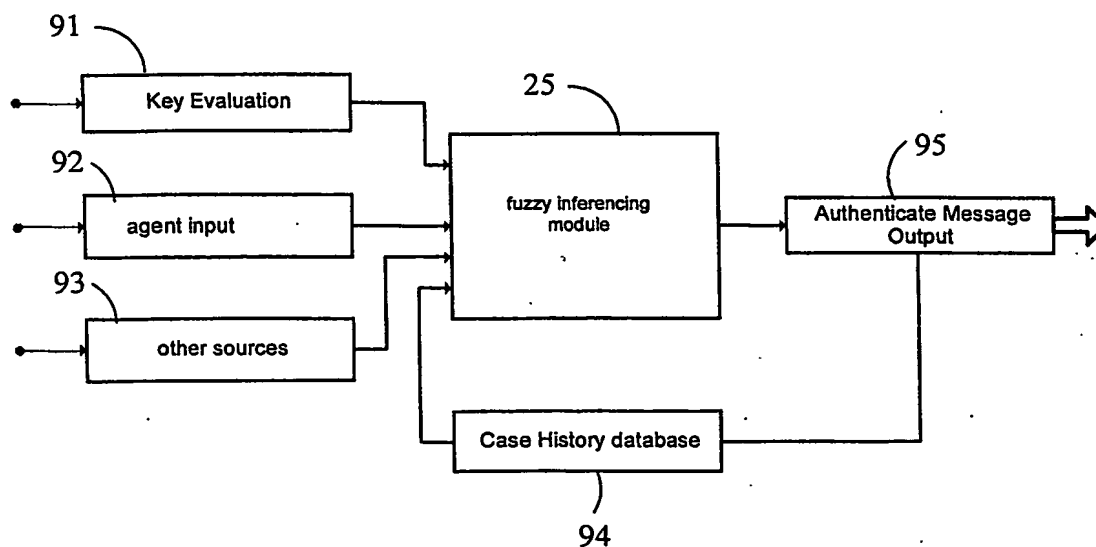 91
Key Evaluation
92
agent input
93
other sources
25
fuzzy inferencing
module
95
Authenticate Message
Output
Case History database
94